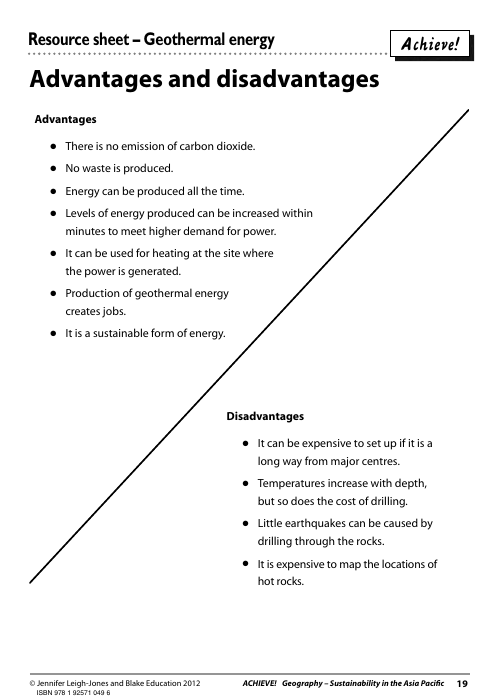 Resource sheet – Geothermal energy
Achieve!
Advantages and disadvantages
Advantages
● There is no emission of carbon dioxide.
● No waste is produced.
● Energy can be produced all the time.
● Levels of energy produced can be increased within
minutes to meet higher demand for power.
● It can be used for heating at the site where
the power is generated.
● Production of geothermal energy
creates jobs.
● It is a sustainable form of energy.
Disadvantages
● It can be expensive to set up if it is a
long way from major centres.
● Temperatures increase with depth,
but so does the cost of drilling.
● Little earthquakes can be caused by
drilling through the rocks.
● It is expensive to map the locations of
hot rocks.
© Jennifer Leigh-Jones and Blake Education 2012
ISBN 978 1 92571 049 6
ACHIEVE! Geography – Sustainability in the Asia Pacific 19